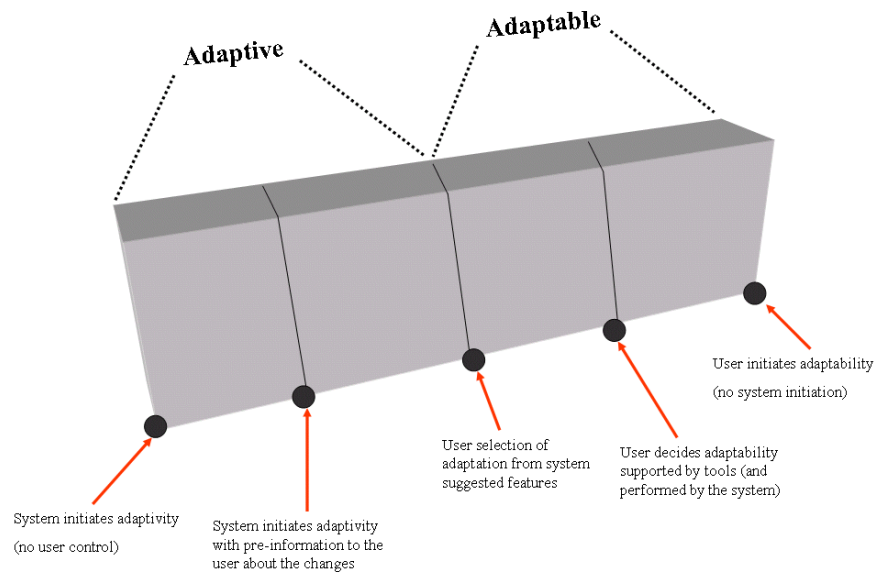 Adaptive
Adaptable
User initiates adaptability
(no system initiation)
User selection of
adaptation from system
suggested features
User decides adaptability
supported by tools (and
performed by the system)
System initiates adaptivity
(no user control)
System initiates adaptivity
with pre-information to the
user about the changes